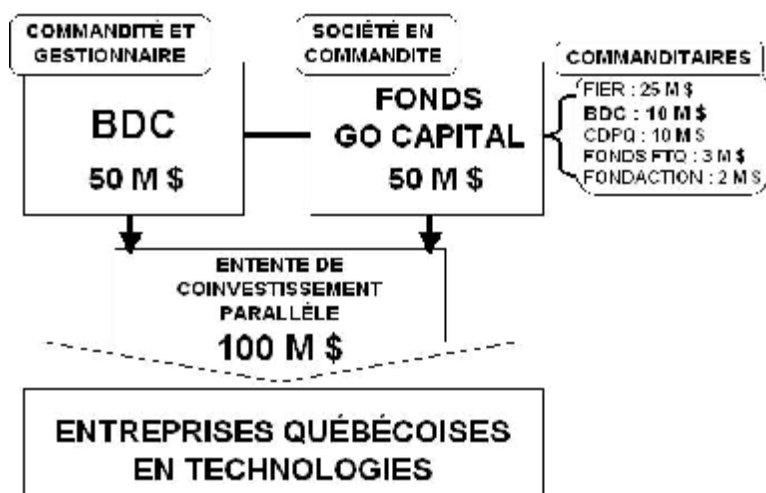 COMMANDITÉ ET
GESTIONNAIRE
BDC
50 M $
SOCIÉTÉ EN
COMMANDITE
FONDS
GO CAPITAL
50 M $
COMMANDITAIRES
FIER : 25 M $
BDC : 10 M $
CDPQ : 10 M $
FONDS FTQ : 3 M $
FONDACTION : 2 M $
ENTENTE DE
COINVESTISSEMENT
PARALLÈLE
100 M $
ENTREPRISES QUÉBÉCOISES
EN TECHNOLOGIES